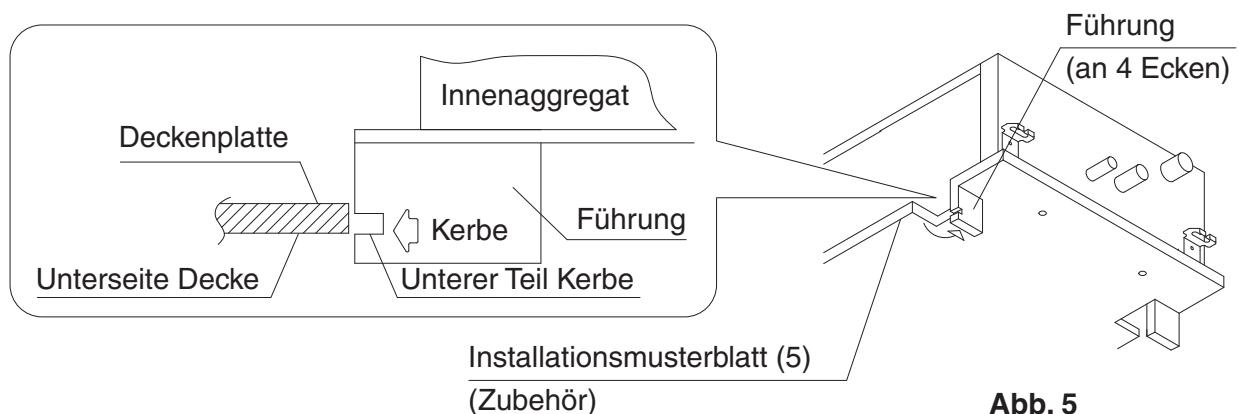 Führung
(an 4 Ecken)
Innenaggregat
Deckenplatte
Kerbe
Führung
Unterseite Decke
Unterer Teil Kerbe
Installationsmusterblatt (5)
(Zubehör)
Abb. 5